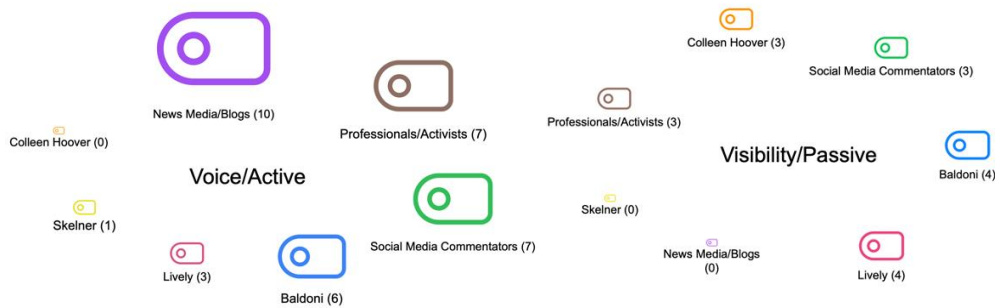 News Media/Blogs (10)
Professionals/Activists (7)
Colleen Hoover (0)
Voice/Active
Skelner (1)
Social Media Commentators (7)
Lively (3)
Baldoni (6)
Colleen Hoover (3)
Social Media Commentators (3)
Professionals/Activists (3)
Visibility/Passive
Baldoni (4)
Skelner (0)
News Media/Blogs
(0)
Lively (4)